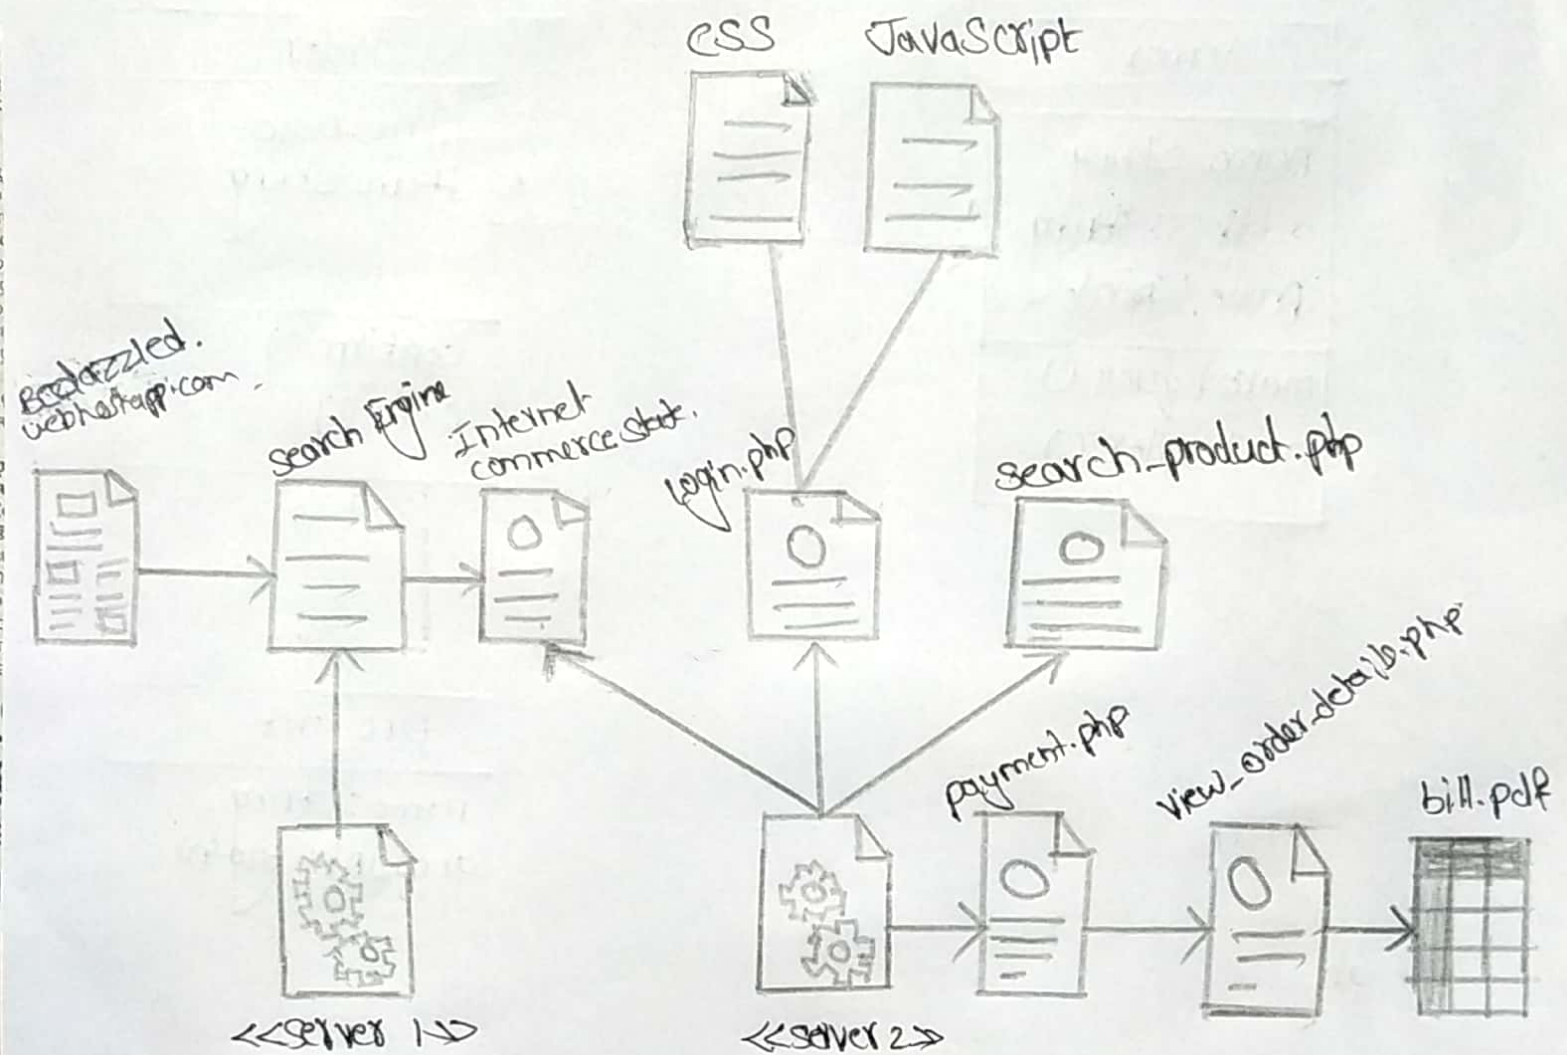 CSS
JavaScript
Bedazzled.
webhostapp.com
search Engine
Internet
commerce
login.php
search_product.php
payment.php
view_order_details.php
bill.pdf
<<server 1>>
<<server 2>>